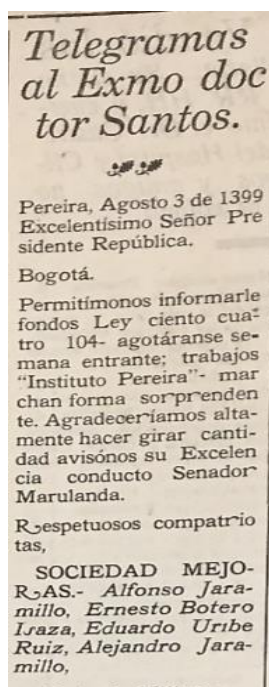 Telegramas
al Exmo doc
tor Santos.
Pereira, Agosto 3 de 1399
Excelentísimo Señor Pre
sidente República.
Bogotá.
Permitímonos informarle
fondos Ley ciento cua-
tro 104- agotáranse se-
mana entrante; trabajos
"Instituto Pereira"- mar
chan forma sorprenden
te. Agradeceríamos alta-
mente hacer girar canti-
dad avisónos su Excelen
cia conducto Senador
Marulanda.
Respetuosos compatrio
tas,
SOCIEDAD MEJO-
RAS.- Alfonso Jara-
millo, Ernesto Botero
Isaza, Eduardo Uribe
Ruiz, Alejandro Jara-
millo,